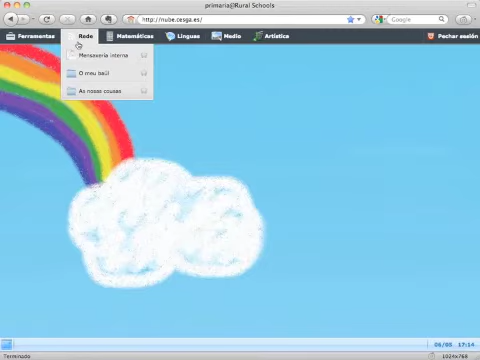 primaria@Rural Schools
http://nube.cesga.es/
Google
Ferramentas
Rede
Matemáticas
Linguas
Medio
Artística
Pechar sesión
Mensaxería interna
O meu baúl
As nosas cousas
06/08 17:14
Terminado
1024x768